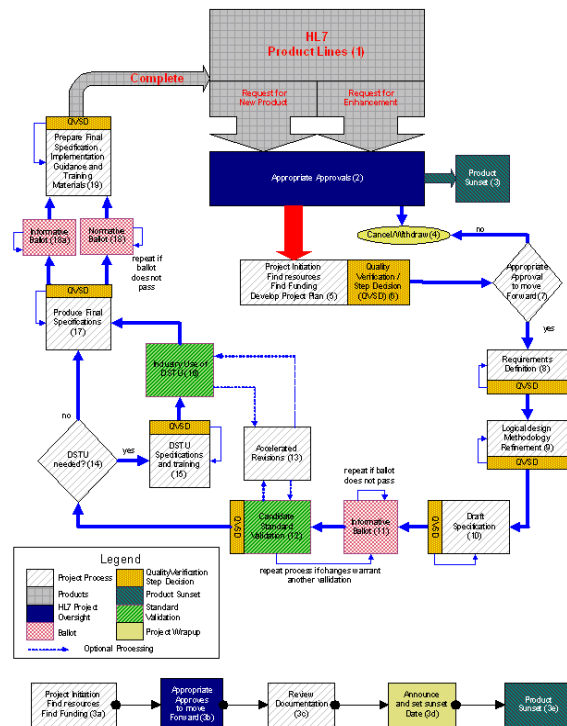 HL7
Product Lines (1)
Complete
Request for
New Product
Request for
Enhancement
QVSD
Prepare Final
Specification,
Implementation
Guidance and
Training
Materials (19)
Appropriate Approvals (2)
Product
Sunset (3)
Informative
Ballot (18a)
Normative
Ballot (18)
repeat if
ballot
does not
pass
Cancel/Withdraw (4)
no
Project Initiation
Find resources
Find Funding
Develop Project Plan (5)
Quality
Verification /
Step Decision
(QVSD) (6)
Appropriate
Approval
to move
Forward (7)
yes
QVSD
Produce Final
Specifications
(17)
Industry Use of
DSTU (16)
Requirements
Definition (8)
QVSD
no
QVSD
DSTU
Specifications
and training
(15)
yes
DSTU
needed? (14)
Accelerated
Revisions (13)
Logical design
Methodology
Refinement (9)
QVSD
repeat if ballot
does not pass
QVSD
Candidate
Standard
Validation (12)
Informative
Ballot (11)
QVSD
Draft
Specification
(10)
repeat process if changes warrant
another validation
Legend
Project Process
Products
HL7 Project
Oversight
Ballot
Quality/Verification
Step Decision
Product Sunset
Standard
Validation
Project Wrapup
Optional Processing
Project Initiation
Find resources
Find Funding (3a)
Appropriate
Approves
to move
Forward (3b)
Review
Documentation
(3c)
Announce
and set sunset
Date (3d)
Product
Sunset (3e)